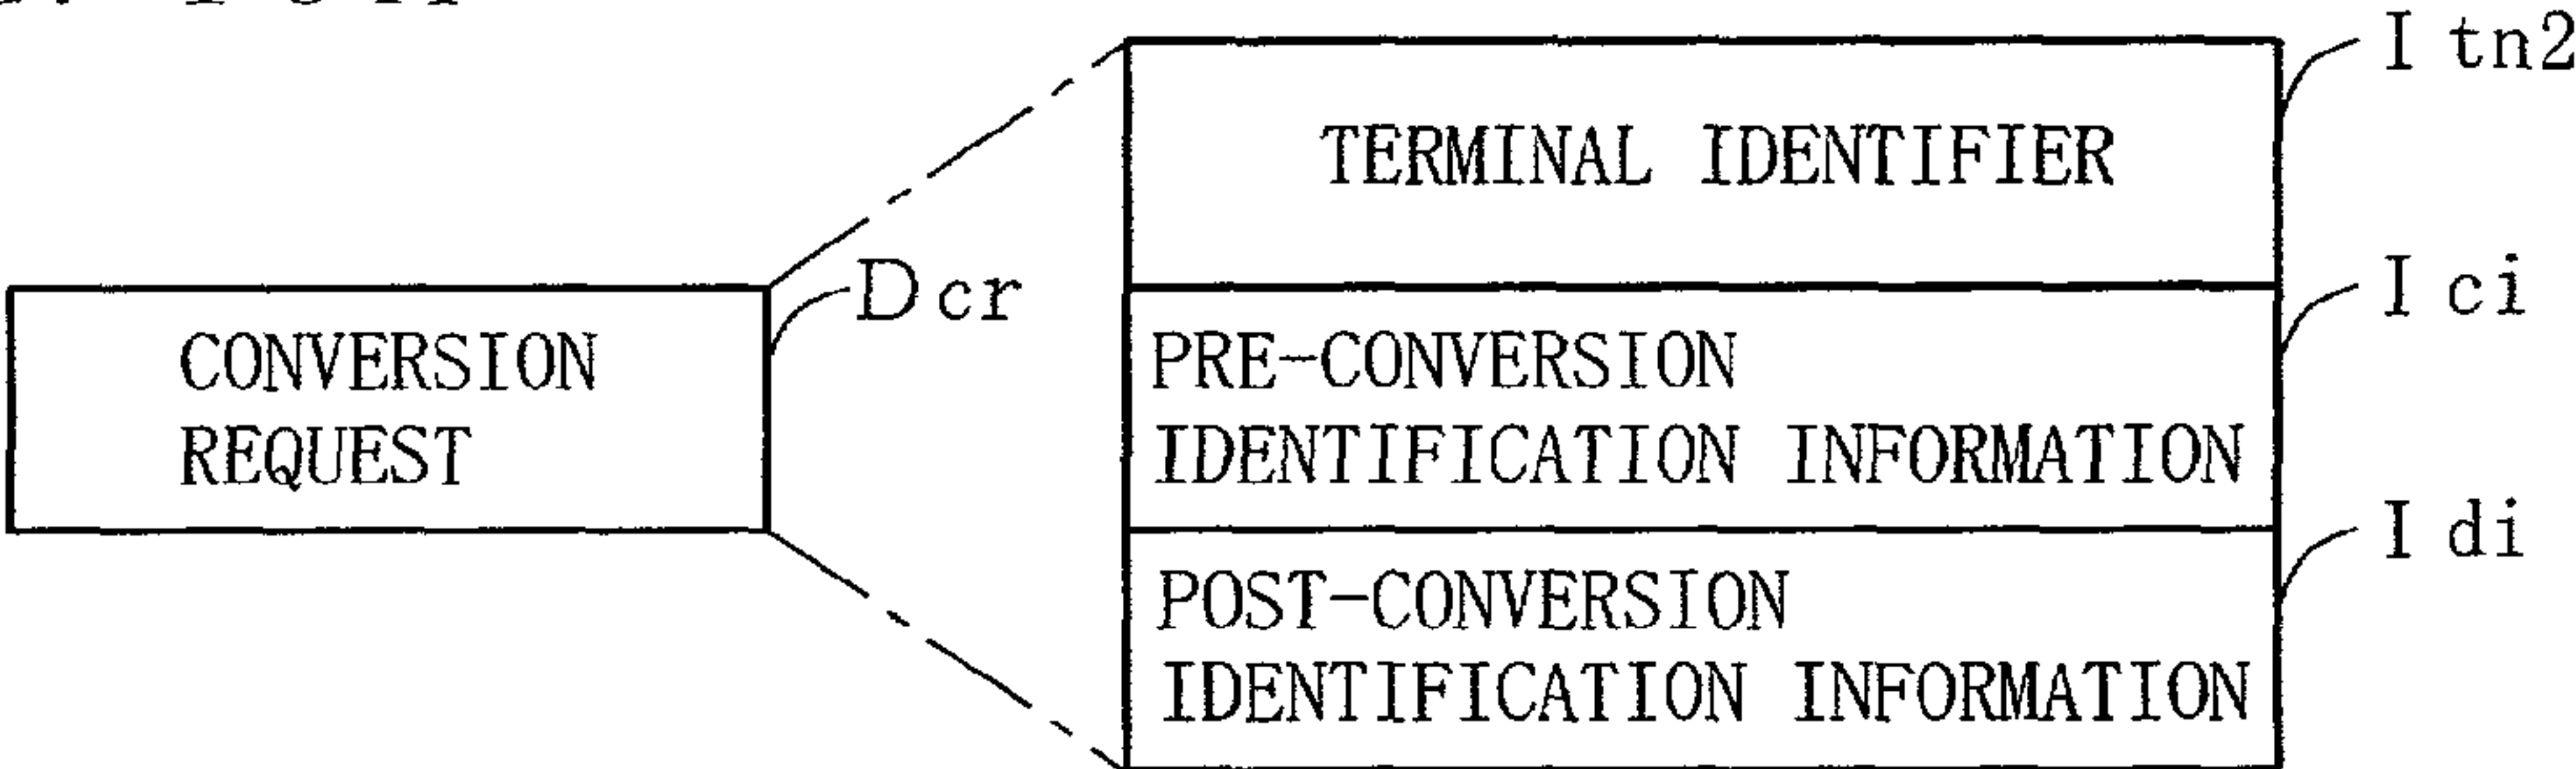 I tn2
TERMINAL IDENTIFIER
Dcr
I ci
CONVERSION
REQUEST
PRE-CONVERSION
IDENTIFICATION INFORMATION
I di
POST-CONVERSION
IDENTIFICATION INFORMATION